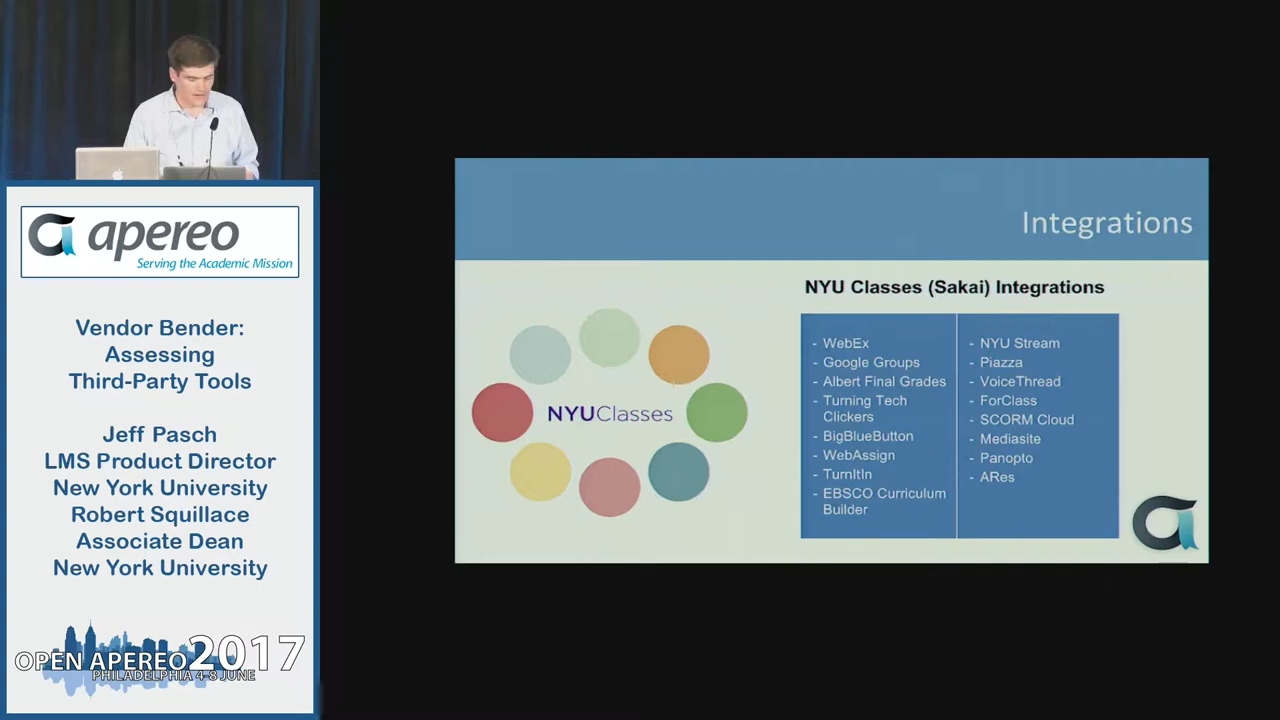 apereo
Serving the Academic Mission
Vendor Bender:
Assessing
Third-Party Tools
Jeff Pasch
LMS Product Director
New York University
Robert Squillace
Associate Dean
New York University
OPEN APEREO 2017
PHILADELPHIA 4-8 JUNE
Integrations
NYUClasses
NYU Classes (Sakai) Integrations
- WebEx
- Google Groups
- Albert Final Grades
- Turning Tech
Clickers
- BigBlueButton
- WebAssign
- TurnItIn
- EBSCO Curriculum
Builder
- NYU Stream
- Piazza
- VoiceThread
- ForClass
- SCORM Cloud
- Mediasite
- Panopto
- ARes